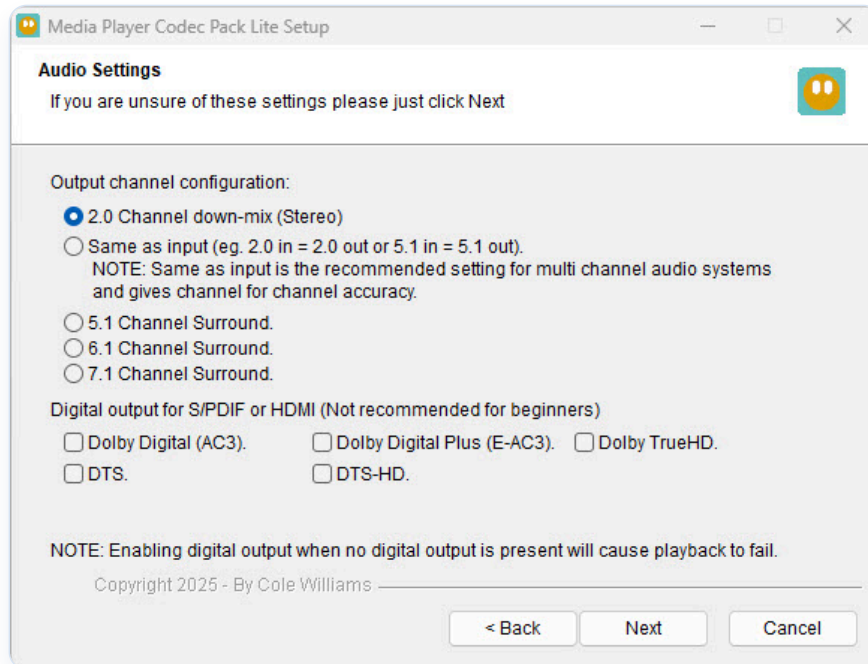 Media Player Codec Pack Lite Setup
Audio Settings
If you are unsure of these settings please just click Next
Output channel configuration:
2.0 Channel down-mix (Stereo)
Same as input (eg. 2.0 in = 2.0 out or 5.1 in = 5.1 out).
NOTE: Same as input is the recommended setting for multi channel audio systems
and gives channel for channel accuracy.
5.1 Channel Surround.
6.1 Channel Surround.
7.1 Channel Surround.
Digital output for S/PDIF or HDMI (Not recommended for beginners)
Dolby Digital (AC3). Dolby Digital Plus (E-AC3). Dolby TrueHD.
DTS. DTS-HD.
NOTE: Enabling digital output when no digital output is present will cause playback to fail.
Copyright 2025 - By Cole Williams
< Back Next Cancel